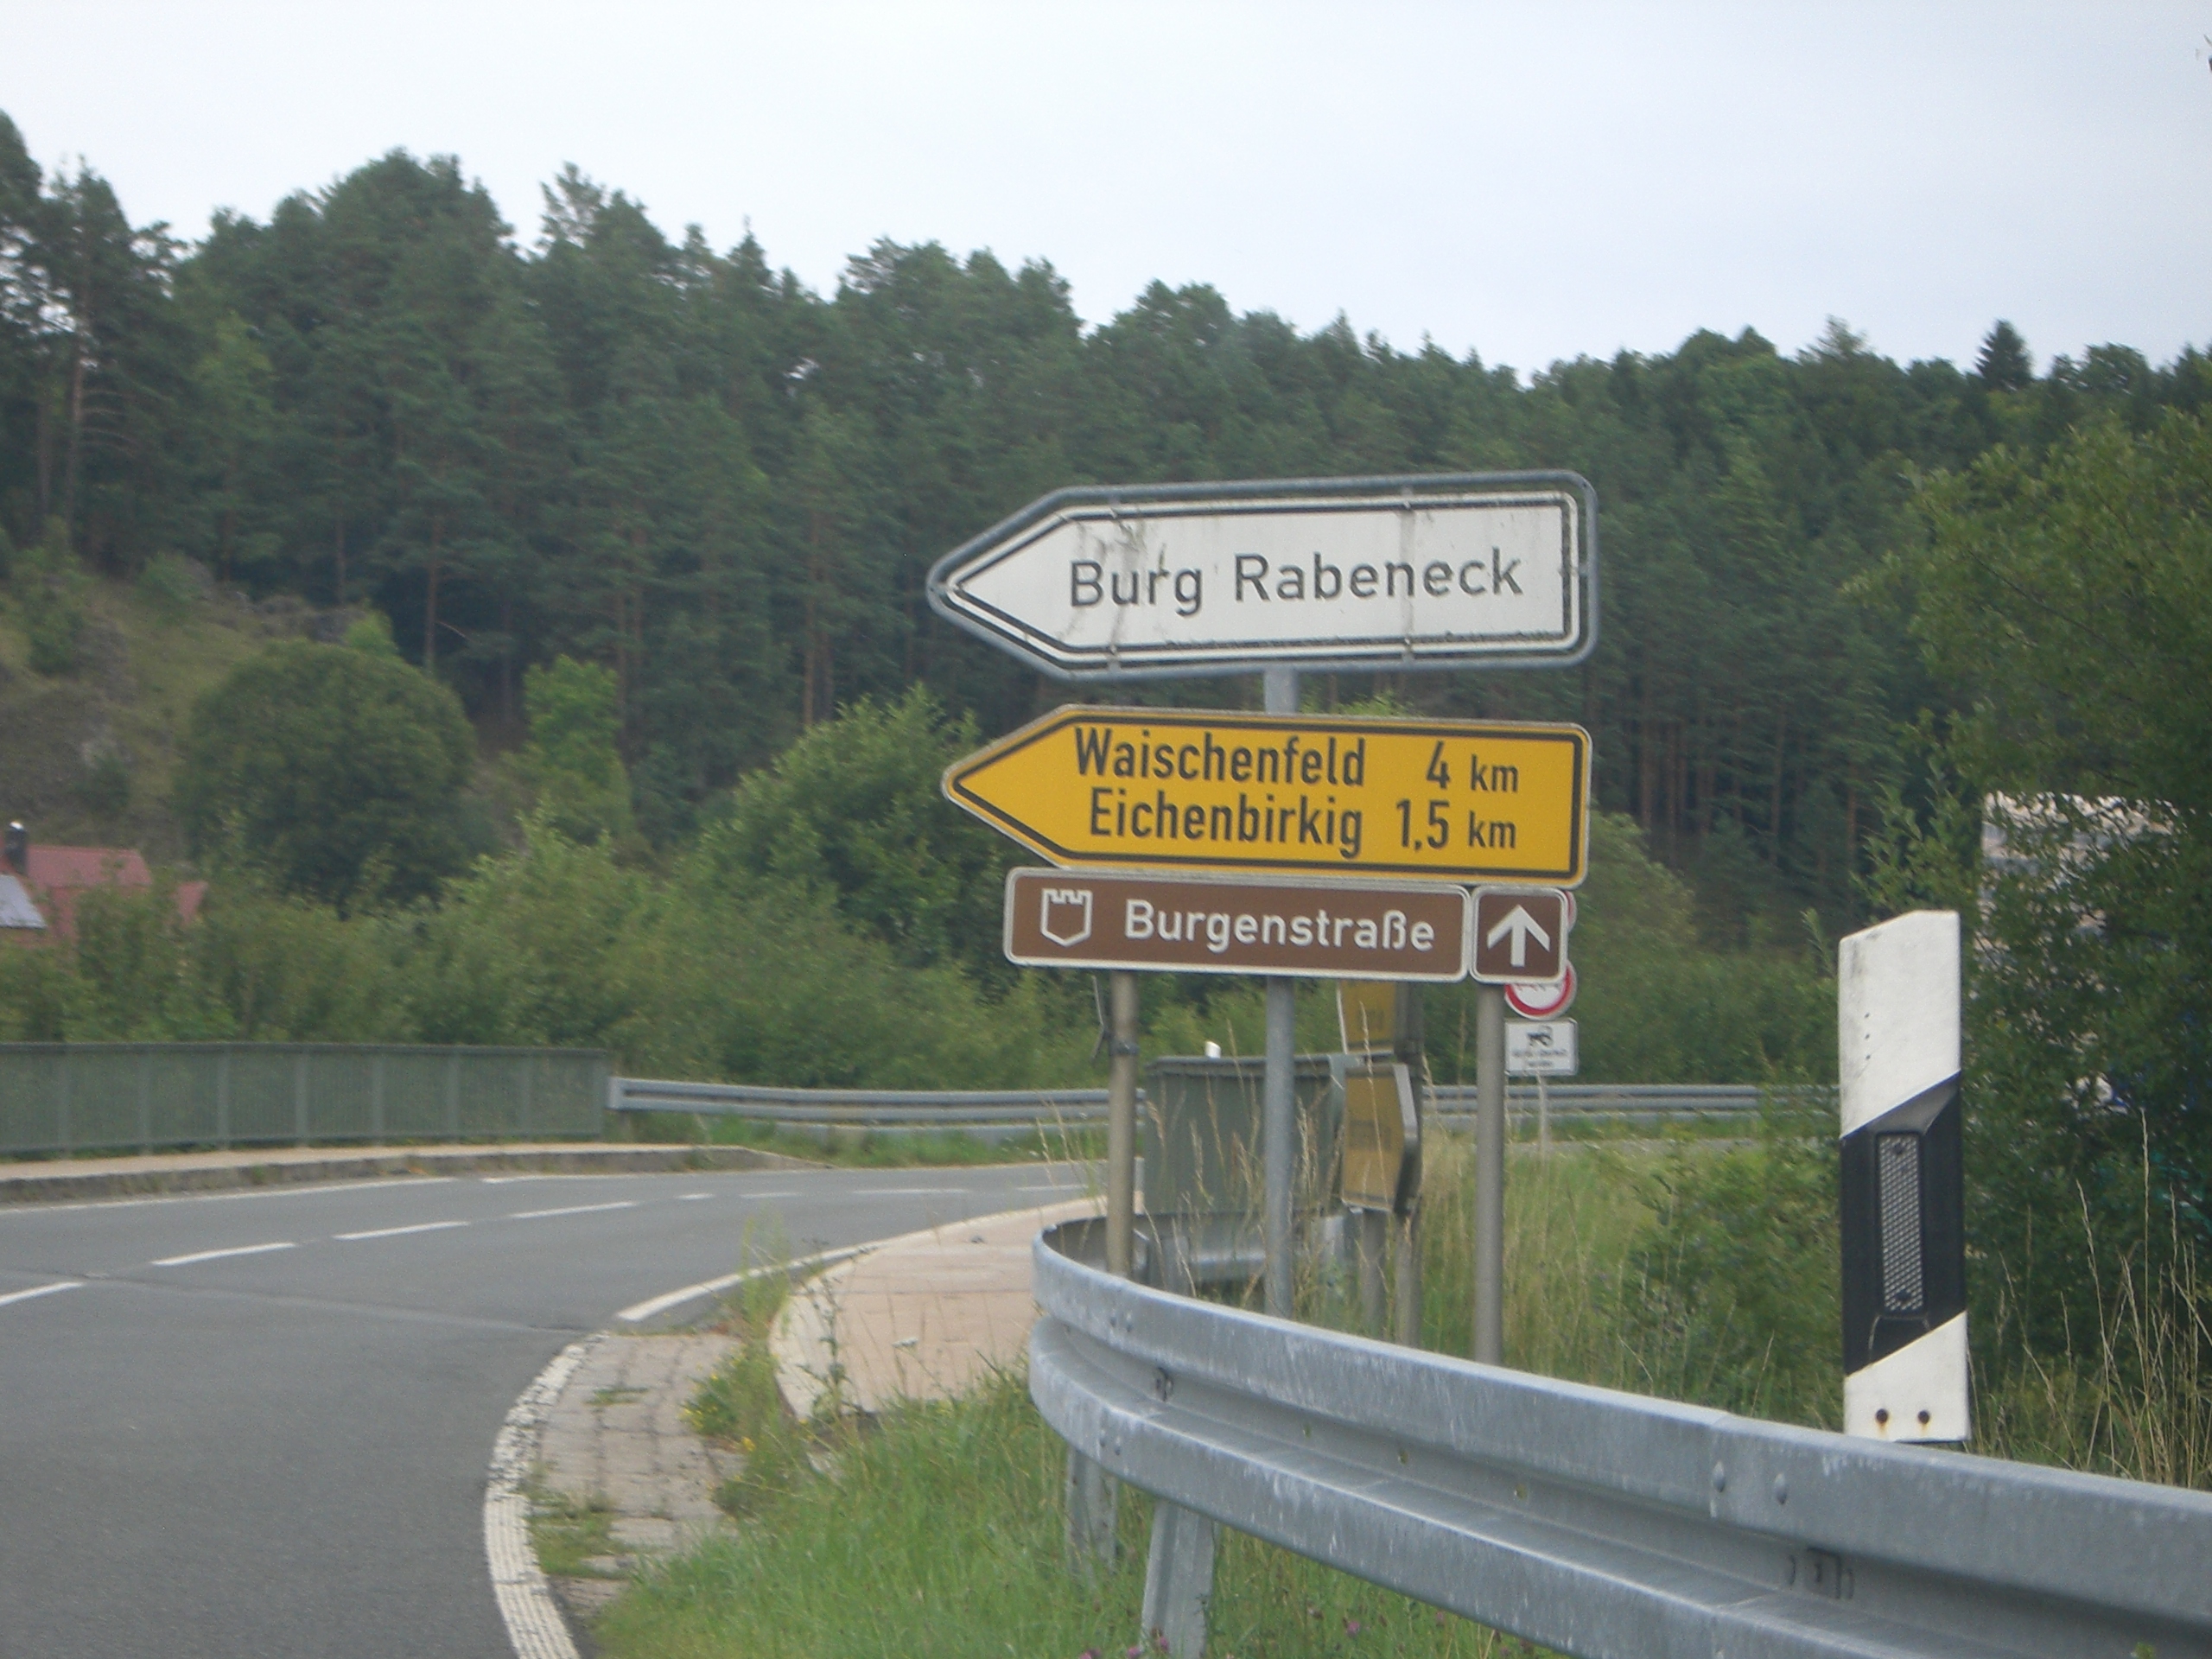 Burg Rabeneck
Waischenfeld 4 km
Eichenbirkig 1,5 km
Burgenstraße